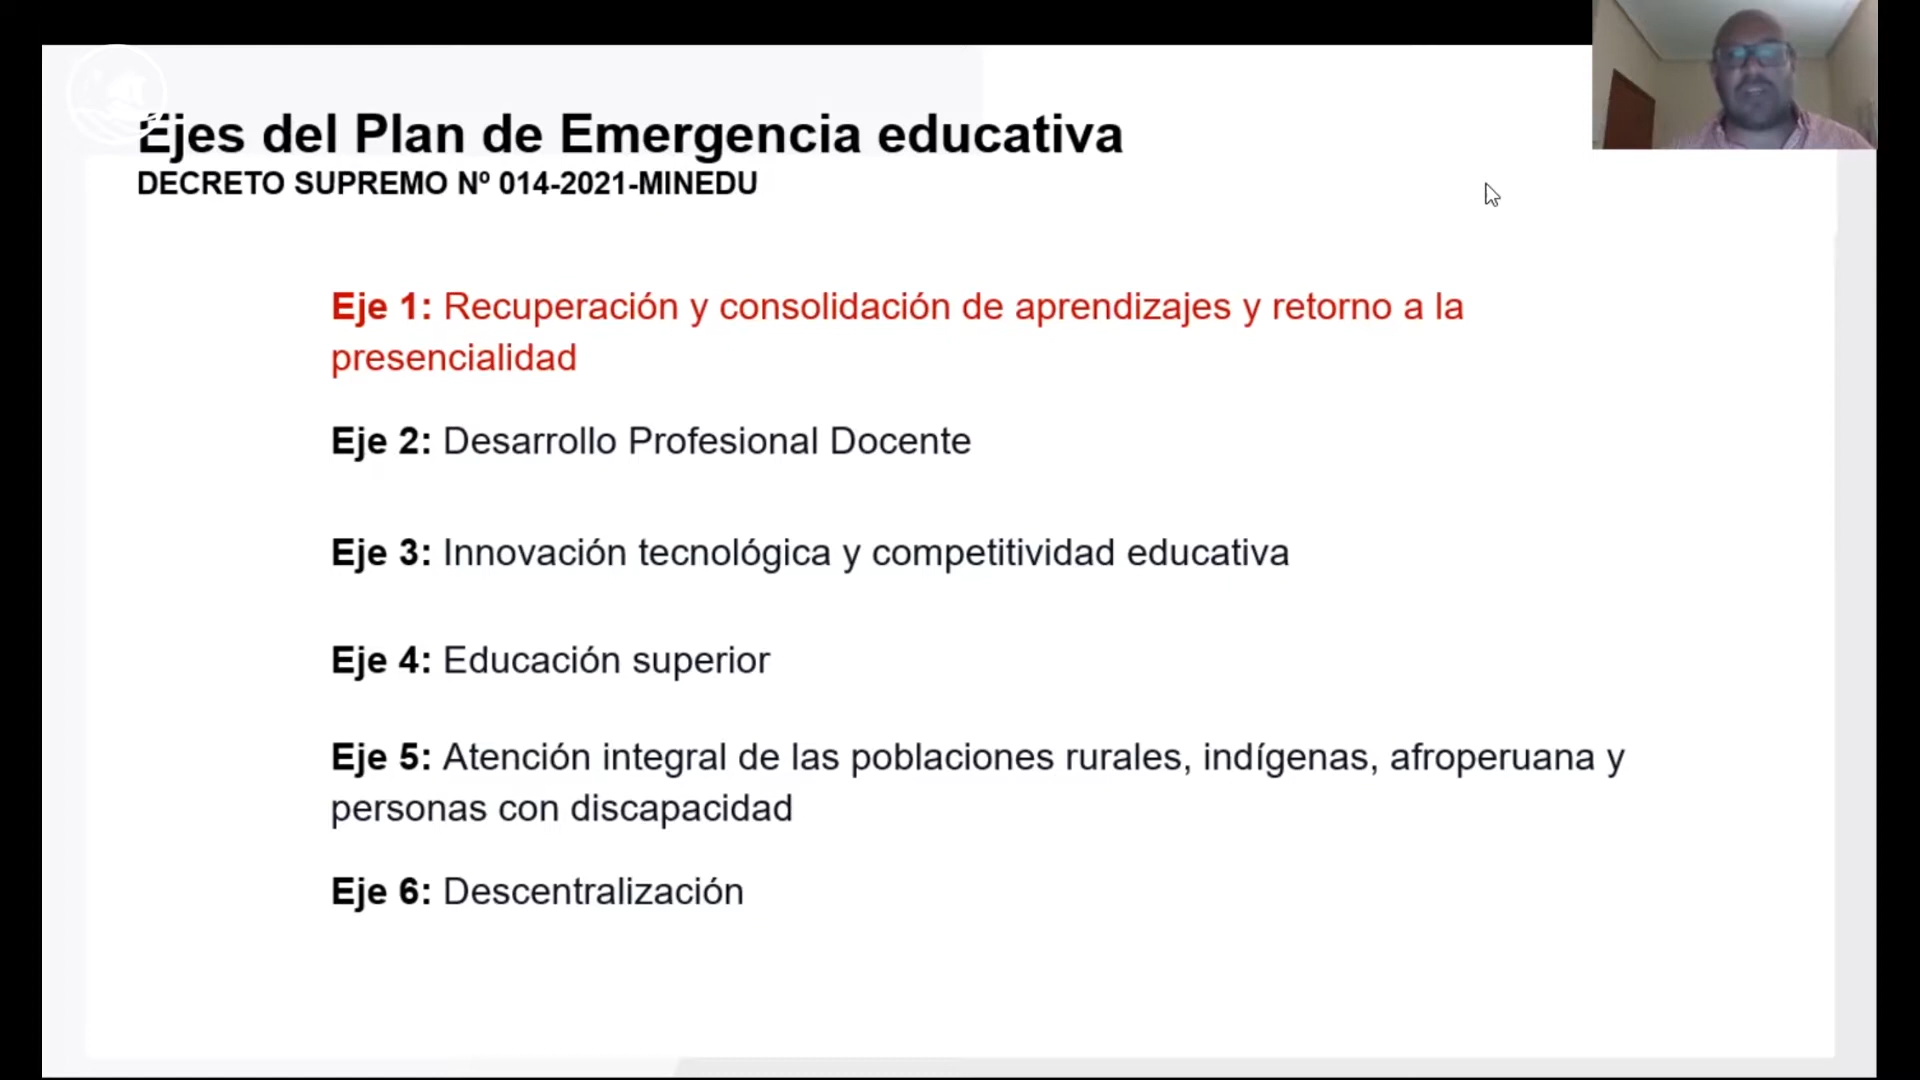 Ejes del Plan de Emergencia educativa
DECRETO SUPREMO Nº 014-2021-MINEDU
Eje 1: Recuperación y consolidación de aprendizajes y retorno a la
presencialidad
Eje 2: Desarrollo Profesional Docente
Eje 3: Innovación tecnológica y competitividad educativa
Eje 4: Educación superior
Eje 5: Atención integral de las poblaciones rurales, indígenas, afroperuana y
personas con discapacidad
Eje 6: Descentralización